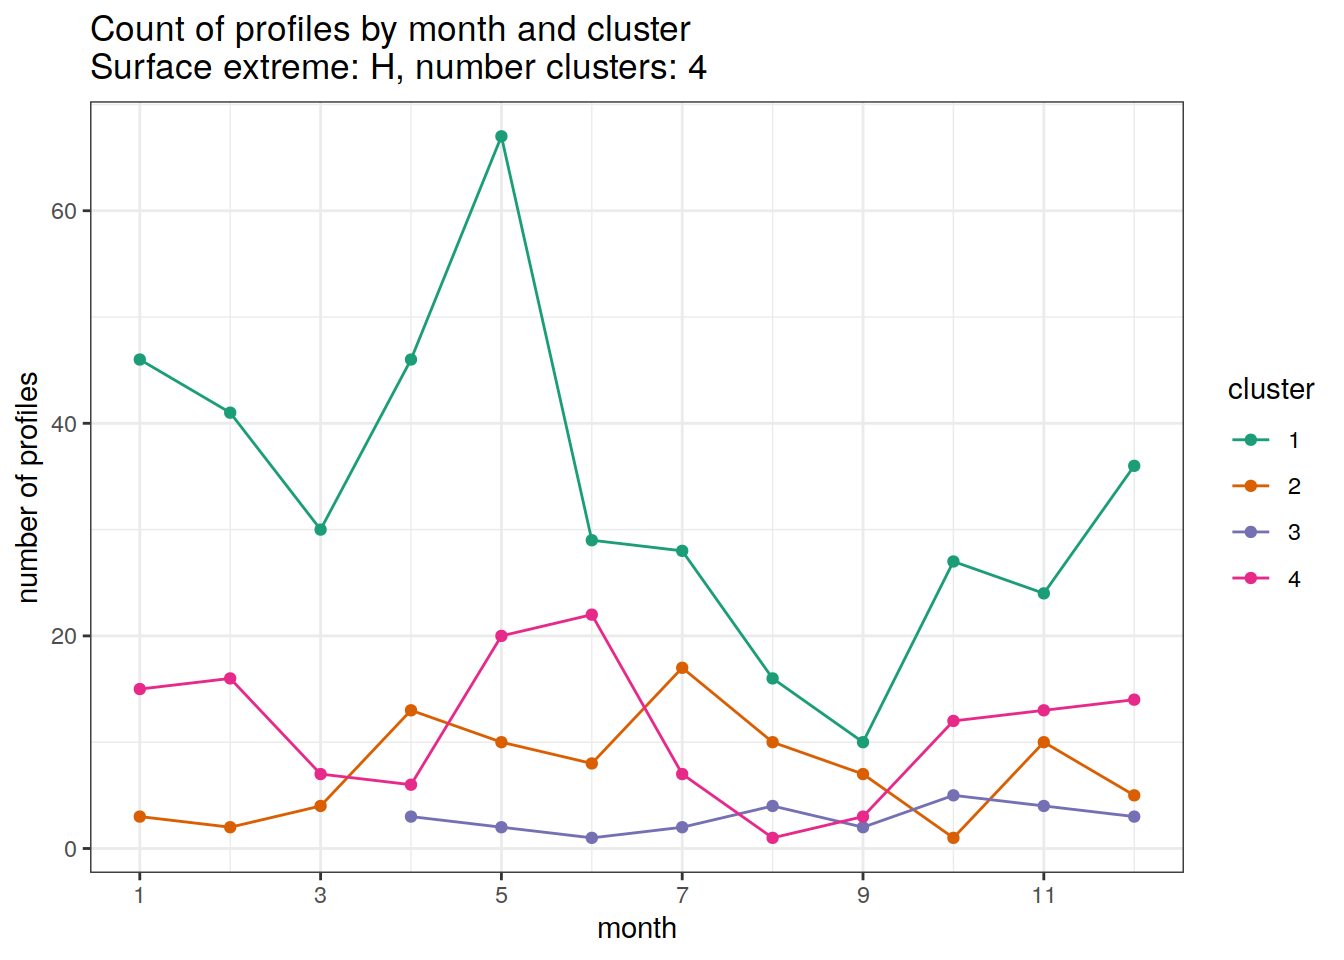 Count of profiles by month and cluster
Surface extreme: H, number clusters: 4
number of profiles
60
40
20
0
1
3
5
7
9
11
month
cluster
1
2
3
4